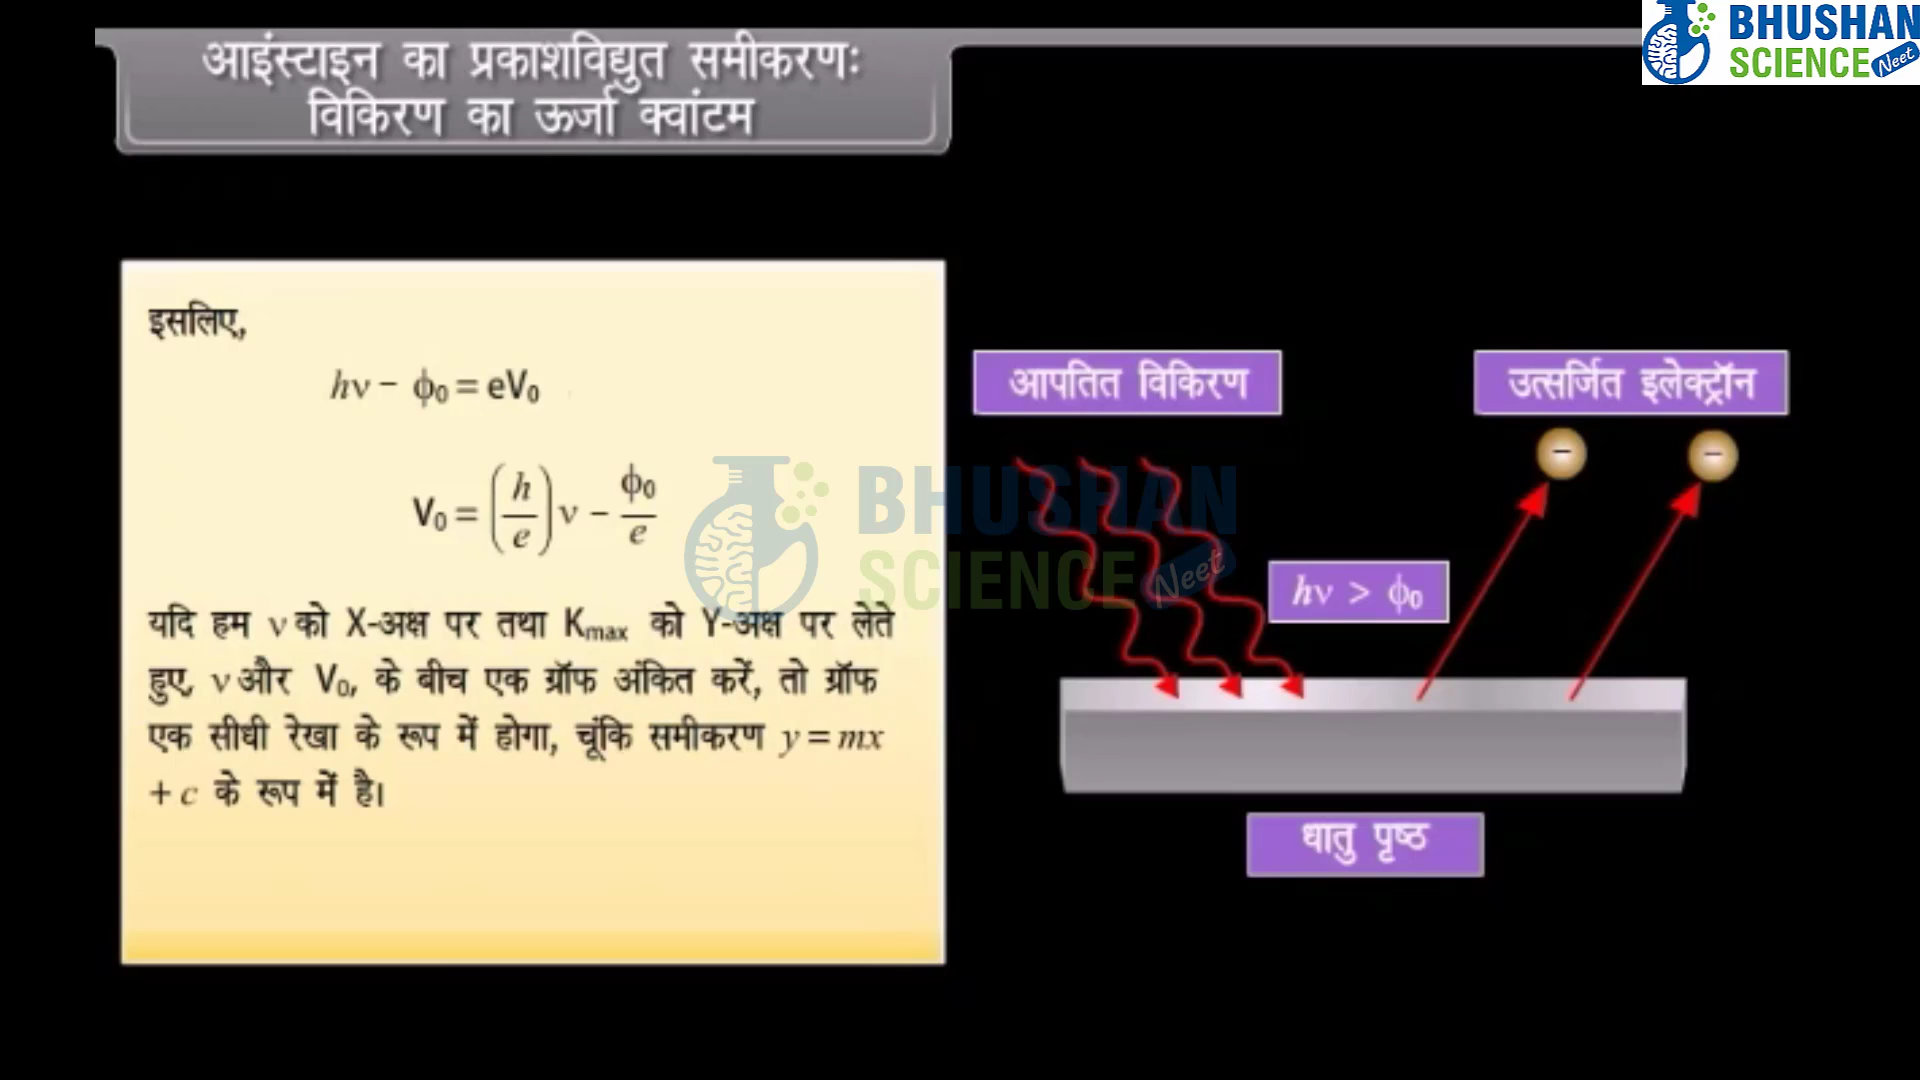 आइंस्टाइन का प्रकाशविद्युत समीकरणः
विकिरण का ऊर्जा क्वांटम
BHUSHAN
SCIENCE Neet
इसलिए,
hν − ϕ₀ = eV₀
V₀ = (h/e) ν − ϕ₀/e
यदि हम ν को X-अक्ष पर तथा Kmax को Y-अक्ष पर लेते
हुए, ν और V₀, के बीच एक ग्रॉफ अंकित करें, तो ग्रॉफ
एक सीधी रेखा के रूप में होगा, चूंकि समीकरण y = mx
+ c के रूप में है।
आपतित विकिरण
उत्सर्जित इलेक्ट्रॉन
−
−
BHUSHAN
SCIENCE Neet
hν > ϕ₀
धातु पृष्ठ